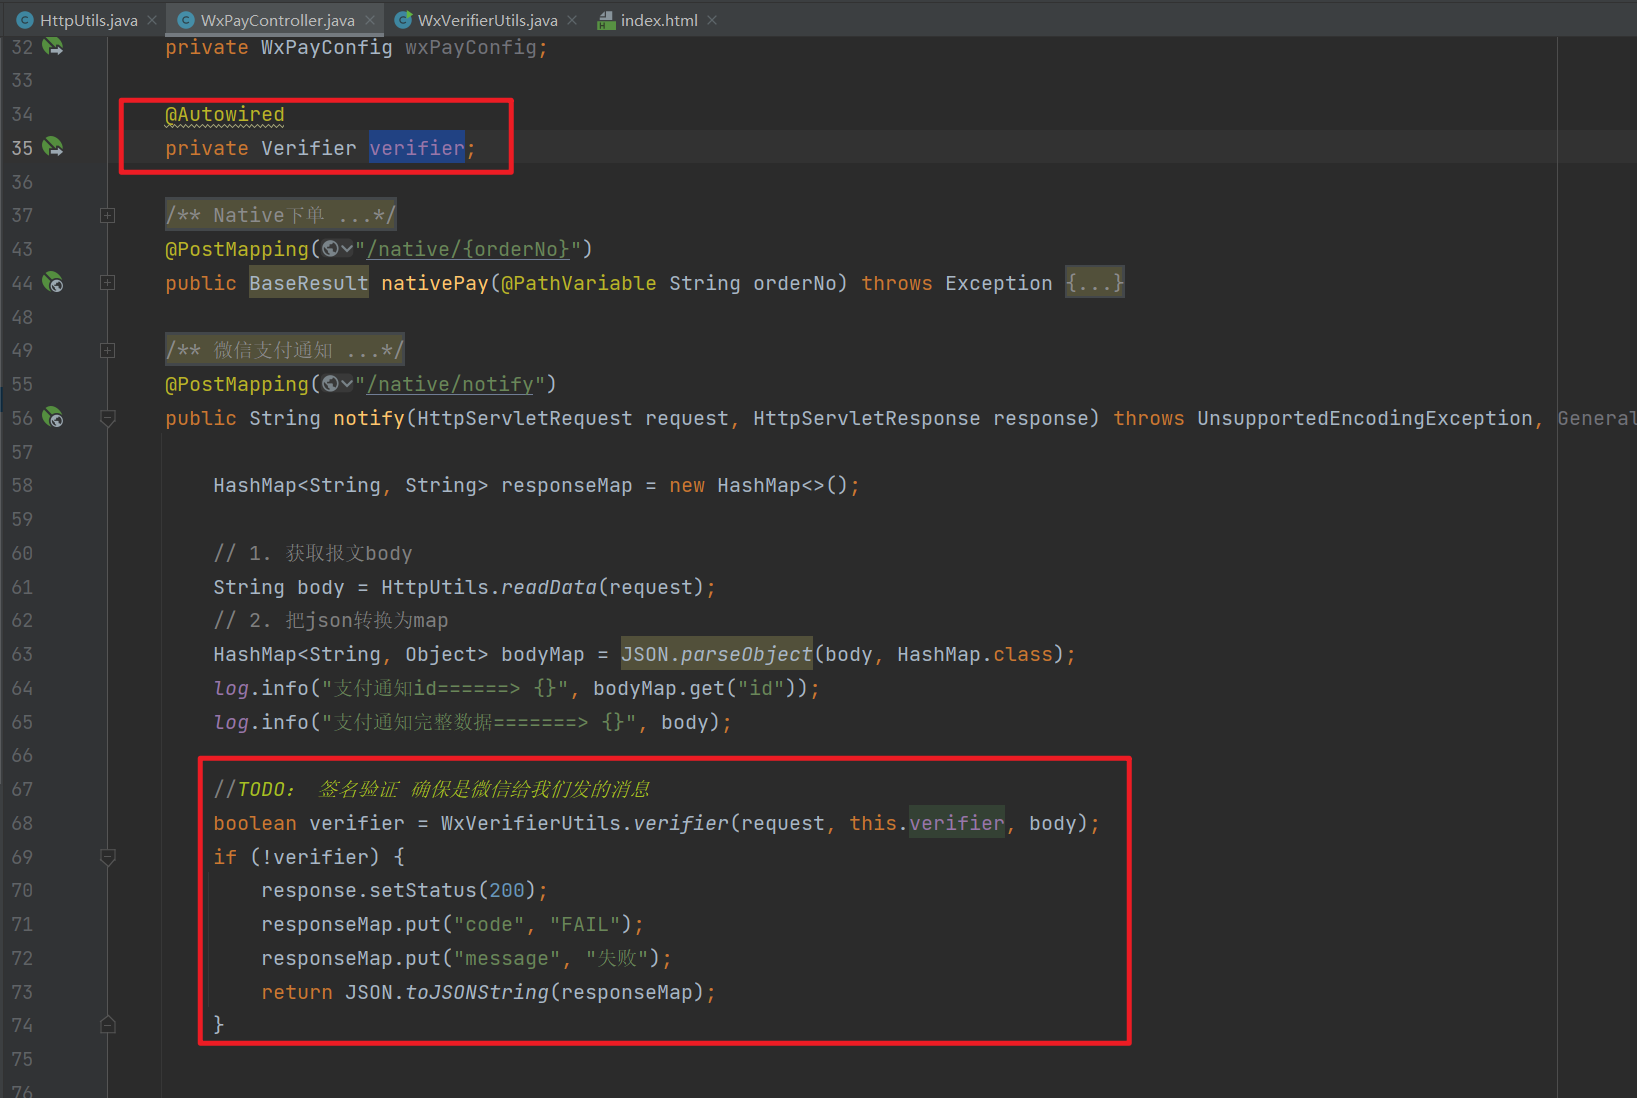 HttpUtils.java WxPayController.java WxVerifierUtils.java index.html
32 private WxPayConfig wxPayConfig;
33
34 @Autowired
35 private Verifier verifier;
36
37 /** Native下单 ...*/
43 @PostMapping("/native/{orderNo}")
44 public BaseResult nativePay(@PathVariable String orderNo) throws Exception {...}
48
49 /** 微信支付通知 ...*/
55 @PostMapping("/native/notify")
56 public String notify(HttpServletRequest request, HttpServletResponse response) throws UnsupportedEncodingException, General
57
58 HashMap<String, String> responseMap = new HashMap<>();
59
60 // 1. 获取报文body
61 String body = HttpUtils.readData(request);
62 // 2. 把json转换为map
63 HashMap<String, Object> bodyMap = JSON.parseObject(body, HashMap.class);
64 log.info("支付通知id======> {}", bodyMap.get("id"));
65 log.info("支付通知完整数据=======> {}", body);
66
67 //TODO: 签名验证 确保是微信给我们发的消息
68 boolean verifier = WxVerifierUtils.verifier(request, this.verifier, body);
69 if (!verifier) {
70 response.setStatus(200);
71 responseMap.put("code", "FAIL");
72 responseMap.put("message", "失败");
73 return JSON.toJSONString(responseMap);
74 }
75
76